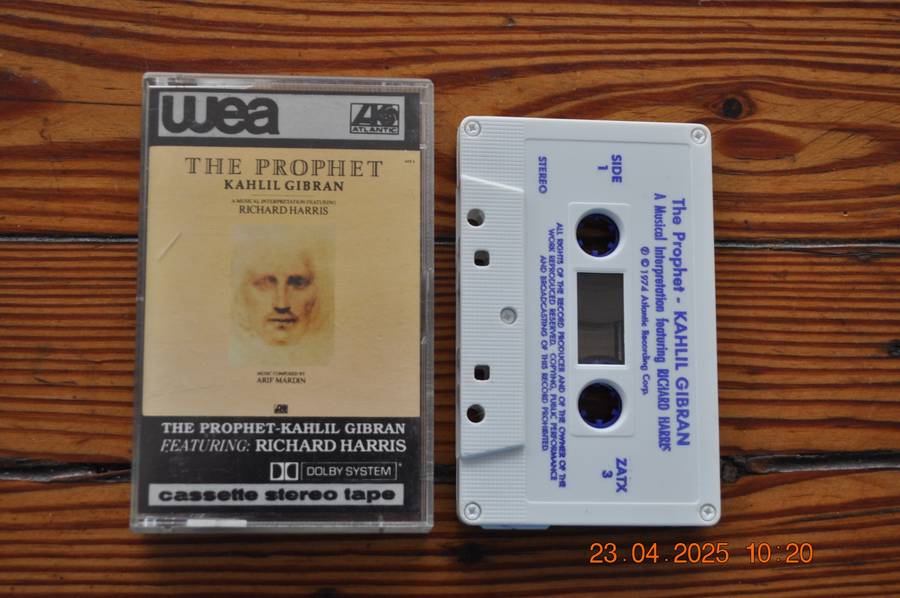 wea
ATLANTIC
THE PROPHET
KAHLIL GIBRAN
A MUSICAL INTERPRETATION FEATURING
RICHARD HARRIS
MUSIC COMPOSED BY
ARIF MARDIN
THE PROPHET-KAHLIL GIBRAN
FEATURING: RICHARD HARRIS
DOLBY SYSTEM
cassette stereo tape
The Prophet - KAHLIL GIBRAN
A Musical Interpretation featuring RICHARD HARRIS
℗ © 1974 Atlantic Recording Corp.
SIDE
1
ZATX
3
ALL RIGHTS OF THE RECORD PRODUCER AND OF THE OWNER OF THE
WORK REPRODUCED RESERVED. COPYING, PUBLIC PERFORMANCE
AND BROADCASTING OF THIS RECORD PROHIBITED.
STEREO
23.04.2025 10:20